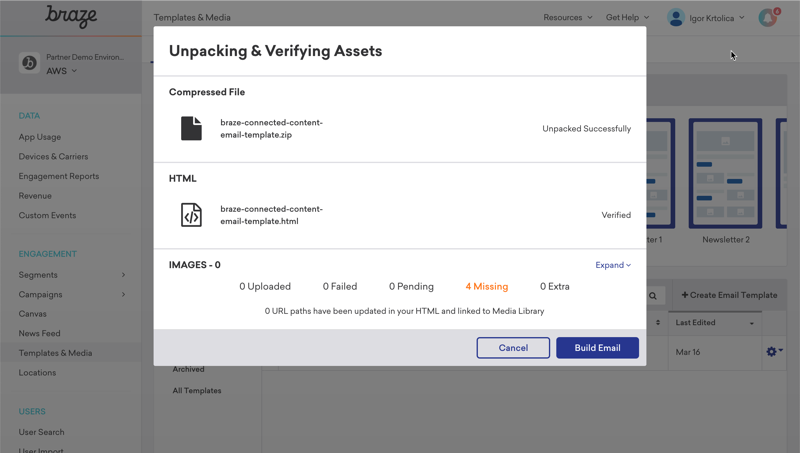 braze
Templates & Media
Resources
Get Help
Igor Krtolica
4
Partner Demo Environ...
AWS
DATA
App Usage
Devices & Carriers
Engagement Reports
Revenue
Custom Events
ENGAGEMENT
Segments
Campaigns
Canvas
News Feed
Templates & Media
Locations
USERS
User Search
User Import
Unpacking & Verifying Assets
Compressed File
braze-connected-content-
email-template.zip
Unpacked Successfully
HTML
braze-connected-content-
email-template.html
Verified
IMAGES - 0
Expand
0 Uploaded
0 Failed
0 Pending
4 Missing
0 Extra
0 URL paths have been updated in your HTML and linked to Media Library
Cancel
Build Email
ter 1
Newsletter 2
Create Email Template
Last Edited
Mar 16
Archived
All Templates